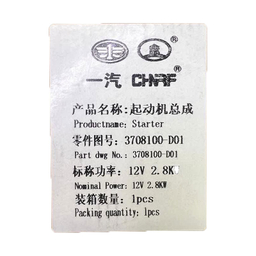 一汽 CHRF
产品名称:起动机总成
Productname: Starter
零件图号: 3708100-D01
Part dwg No.: 3708100-D01
标称功率: 12V 2.8K
Nominal Power: 12V 2.8KW
装箱数量: 1pcs
Packing quantity: 1pcs